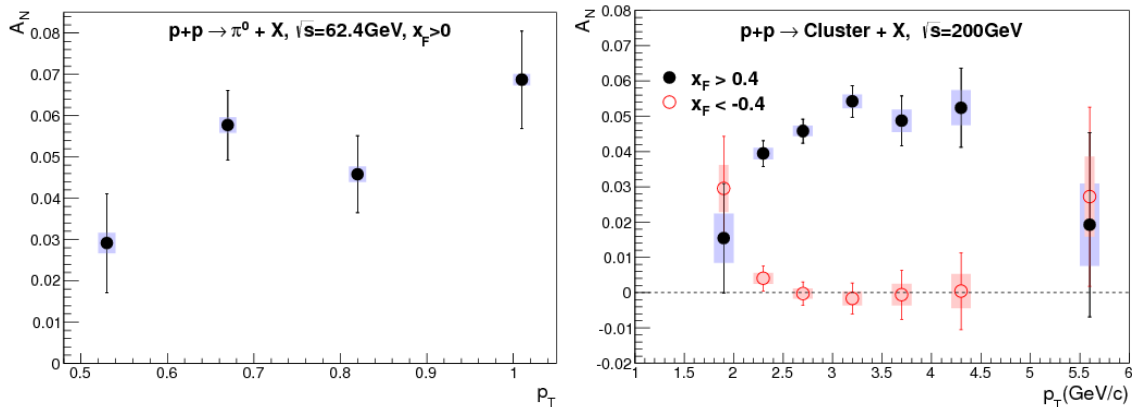 A_N
p+p → π⁰ + X, √s=62.4GeV, x_F>0
0.08
0.07
0.06
0.05
0.04
0.03
0.02
0.01
0
0.5 0.6 0.7 0.8 0.9 1
p_T
A_N
p+p → Cluster + X, √s=200GeV
x_F > 0.4
x_F < -0.4
0.08
0.06
0.04
0.02
0
-0.01
-0.02
0.01
0.03
0.05
0.07
1 1.5 2 2.5 3 3.5 4 4.5 5 5.5 6
p_T(GeV/c)